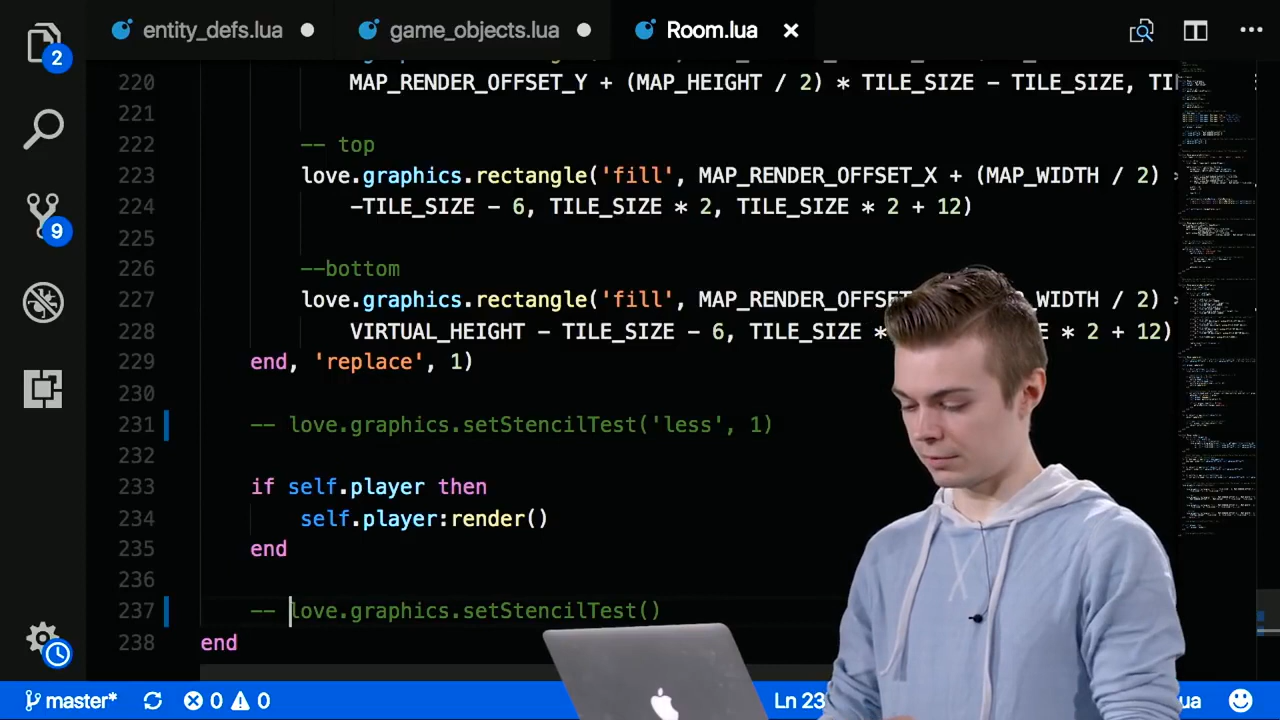 entity_defs.lua
game_objects.lua
Room.lua
2
9
220 MAP_RENDER_OFFSET_Y + (MAP_HEIGHT / 2) * TILE_SIZE - TILE_SIZE,
221
222 -- top
223 love.graphics.rectangle('fill', MAP_RENDER_OFFSET_X + (MAP_WIDTH / 2)
224 -TILE_SIZE - 6, TILE_SIZE * 2, TILE_SIZE * 2 + 12)
225
226 --bottom
227 love.graphics.rectangle('fill', MAP_RENDER_OFFSE WIDTH / 2)
228 VIRTUAL_HEIGHT - TILE_SIZE - 6, TILE_SIZE * * 2 + 12)
229 end, 'replace', 1)
230
231 -- love.graphics.setStencilTest('less', 1)
232
233 if self.player then
234 self.player:render()
235 end
236
237 -- love.graphics.setStencilTest()
238 end
master* 0 0 Ln 23 ua